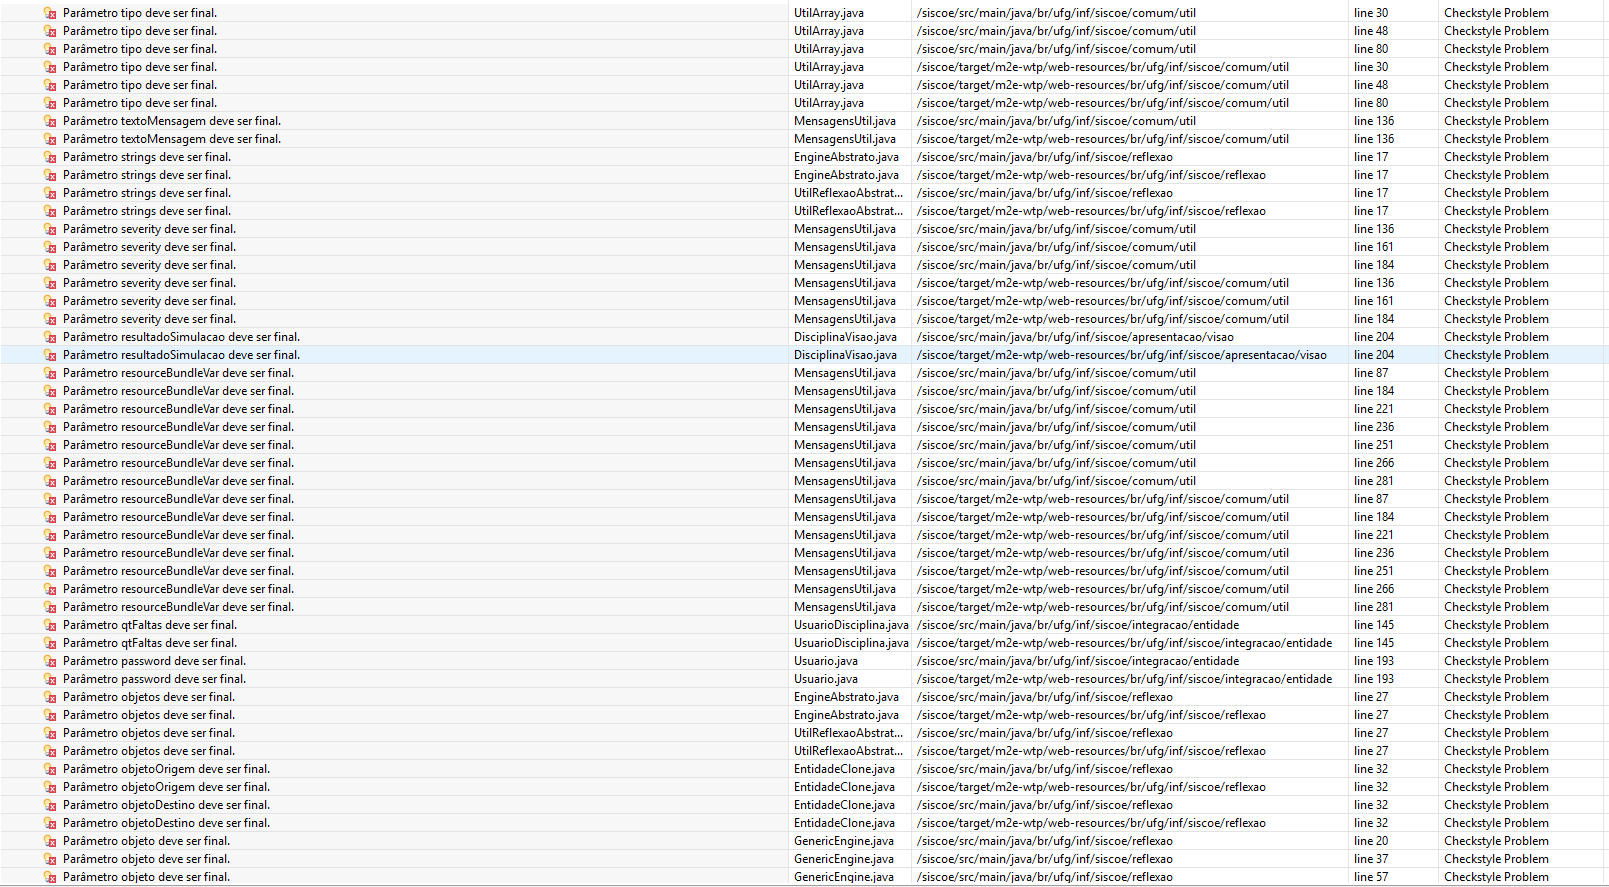 Parâmetro tipo deve ser final. UtilArray.java /siscoe/src/main/java/br/ufg/inf/siscoe/comum/util line 30 Checkstyle Problem
Parâmetro tipo deve ser final. UtilArray.java /siscoe/src/main/java/br/ufg/inf/siscoe/comum/util line 48 Checkstyle Problem
Parâmetro tipo deve ser final. UtilArray.java /siscoe/src/main/java/br/ufg/inf/siscoe/comum/util line 80 Checkstyle Problem
Parâmetro tipo deve ser final. UtilArray.java /siscoe/target/m2e-wtp/web-resources/br/ufg/inf/siscoe/comum/util line 30 Checkstyle Problem
Parâmetro tipo deve ser final. UtilArray.java /siscoe/target/m2e-wtp/web-resources/br/ufg/inf/siscoe/comum/util line 48 Checkstyle Problem
Parâmetro tipo deve ser final. UtilArray.java /siscoe/target/m2e-wtp/web-resources/br/ufg/inf/siscoe/comum/util line 80 Checkstyle Problem
Parâmetro textoMensagem deve ser final. MensagensUtil.java /siscoe/src/main/java/br/ufg/inf/siscoe/comum/util line 136 Checkstyle Problem
Parâmetro textoMensagem deve ser final. MensagensUtil.java /siscoe/target/m2e-wtp/web-resources/br/ufg/inf/siscoe/comum/util line 136 Checkstyle Problem
Parâmetro strings deve ser final. EngineAbstrato.java /siscoe/src/main/java/br/ufg/inf/siscoe/reflexao line 17 Checkstyle Problem
Parâmetro strings deve ser final. EngineAbstrato.java /siscoe/target/m2e-wtp/web-resources/br/ufg/inf/siscoe/reflexao line 17 Checkstyle Problem
Parâmetro strings deve ser final. UtilReflexaoAbstrat... /siscoe/src/main/java/br/ufg/inf/siscoe/reflexao line 17 Checkstyle Problem
Parâmetro strings deve ser final. UtilReflexaoAbstrat... /siscoe/target/m2e-wtp/web-resources/br/ufg/inf/siscoe/reflexao line 17 Checkstyle Problem
Parâmetro severity deve ser final. MensagensUtil.java /siscoe/src/main/java/br/ufg/inf/siscoe/comum/util line 136 Checkstyle Problem
Parâmetro severity deve ser final. MensagensUtil.java /siscoe/src/main/java/br/ufg/inf/siscoe/comum/util line 161 Checkstyle Problem
Parâmetro severity deve ser final. MensagensUtil.java /siscoe/src/main/java/br/ufg/inf/siscoe/comum/util line 184 Checkstyle Problem
Parâmetro severity deve ser final. MensagensUtil.java /siscoe/target/m2e-wtp/web-resources/br/ufg/inf/siscoe/comum/util line 136 Checkstyle Problem
Parâmetro severity deve ser final. MensagensUtil.java /siscoe/target/m2e-wtp/web-resources/br/ufg/inf/siscoe/comum/util line 161 Checkstyle Problem
Parâmetro severity deve ser final. MensagensUtil.java /siscoe/target/m2e-wtp/web-resources/br/ufg/inf/siscoe/comum/util line 184 Checkstyle Problem
Parâmetro resultadoSimulacao deve ser final. DisciplinaVisao.java /siscoe/src/main/java/br/ufg/inf/siscoe/apresentacao/visao line 204 Checkstyle Problem
Parâmetro resultadoSimulacao deve ser final. DisciplinaVisao.java /siscoe/target/m2e-wtp/web-resources/br/ufg/inf/siscoe/apresentacao/visao line 204 Checkstyle Problem
Parâmetro resourceBundleVar deve ser final. MensagensUtil.java /siscoe/src/main/java/br/ufg/inf/siscoe/comum/util line 87 Checkstyle Problem
Parâmetro resourceBundleVar deve ser final. MensagensUtil.java /siscoe/src/main/java/br/ufg/inf/siscoe/comum/util line 184 Checkstyle Problem
Parâmetro resourceBundleVar deve ser final. MensagensUtil.java /siscoe/src/main/java/br/ufg/inf/siscoe/comum/util line 221 Checkstyle Problem
Parâmetro resourceBundleVar deve ser final. MensagensUtil.java /siscoe/src/main/java/br/ufg/inf/siscoe/comum/util line 236 Checkstyle Problem
Parâmetro resourceBundleVar deve ser final. MensagensUtil.java /siscoe/src/main/java/br/ufg/inf/siscoe/comum/util line 251 Checkstyle Problem
Parâmetro resourceBundleVar deve ser final. MensagensUtil.java /siscoe/src/main/java/br/ufg/inf/siscoe/comum/util line 266 Checkstyle Problem
Parâmetro resourceBundleVar deve ser final. MensagensUtil.java /siscoe/src/main/java/br/ufg/inf/siscoe/comum/util line 281 Checkstyle Problem
Parâmetro resourceBundleVar deve ser final. MensagensUtil.java /siscoe/target/m2e-wtp/web-resources/br/ufg/inf/siscoe/comum/util line 87 Checkstyle Problem
Parâmetro resourceBundleVar deve ser final. MensagensUtil.java /siscoe/target/m2e-wtp/web-resources/br/ufg/inf/siscoe/comum/util line 184 Checkstyle Problem
Parâmetro resourceBundleVar deve ser final. MensagensUtil.java /siscoe/target/m2e-wtp/web-resources/br/ufg/inf/siscoe/comum/util line 221 Checkstyle Problem
Parâmetro resourceBundleVar deve ser final. MensagensUtil.java /siscoe/target/m2e-wtp/web-resources/br/ufg/inf/siscoe/comum/util line 236 Checkstyle Problem
Parâmetro resourceBundleVar deve ser final. MensagensUtil.java /siscoe/target/m2e-wtp/web-resources/br/ufg/inf/siscoe/comum/util line 251 Checkstyle Problem
Parâmetro resourceBundleVar deve ser final. MensagensUtil.java /siscoe/target/m2e-wtp/web-resources/br/ufg/inf/siscoe/comum/util line 266 Checkstyle Problem
Parâmetro resourceBundleVar deve ser final. MensagensUtil.java /siscoe/target/m2e-wtp/web-resources/br/ufg/inf/siscoe/comum/util line 281 Checkstyle Problem
Parâmetro qtFaltas deve ser final. UsuarioDisciplina.java /siscoe/src/main/java/br/ufg/inf/siscoe/integracao/entidade line 145 Checkstyle Problem
Parâmetro qtFaltas deve ser final. UsuarioDisciplina.java /siscoe/target/m2e-wtp/web-resources/br/ufg/inf/siscoe/integracao/entidade line 145 Checkstyle Problem
Parâmetro password deve ser final. Usuario.java /siscoe/src/main/java/br/ufg/inf/siscoe/integracao/entidade line 193 Checkstyle Problem
Parâmetro password deve ser final. Usuario.java /siscoe/target/m2e-wtp/web-resources/br/ufg/inf/siscoe/integracao/entidade line 193 Checkstyle Problem
Parâmetro objetos deve ser final. EngineAbstrato.java /siscoe/src/main/java/br/ufg/inf/siscoe/reflexao line 27 Checkstyle Problem
Parâmetro objetos deve ser final. EngineAbstrato.java /siscoe/target/m2e-wtp/web-resources/br/ufg/inf/siscoe/reflexao line 27 Checkstyle Problem
Parâmetro objetos deve ser final. UtilReflexaoAbstrat... /siscoe/src/main/java/br/ufg/inf/siscoe/reflexao line 27 Checkstyle Problem
Parâmetro objetos deve ser final. UtilReflexaoAbstrat... /siscoe/target/m2e-wtp/web-resources/br/ufg/inf/siscoe/reflexao line 27 Checkstyle Problem
Parâmetro objetoOrigem deve ser final. EntidadeClone.java /siscoe/src/main/java/br/ufg/inf/siscoe/reflexao line 32 Checkstyle Problem
Parâmetro objetoOrigem deve ser final. EntidadeClone.java /siscoe/target/m2e-wtp/web-resources/br/ufg/inf/siscoe/reflexao line 32 Checkstyle Problem
Parâmetro objetoDestino deve ser final. EntidadeClone.java /siscoe/src/main/java/br/ufg/inf/siscoe/reflexao line 32 Checkstyle Problem
Parâmetro objetoDestino deve ser final. EntidadeClone.java /siscoe/target/m2e-wtp/web-resources/br/ufg/inf/siscoe/reflexao line 32 Checkstyle Problem
Parâmetro objeto deve ser final. GenericEngine.java /siscoe/src/main/java/br/ufg/inf/siscoe/reflexao line 20 Checkstyle Problem
Parâmetro objeto deve ser final. GenericEngine.java /siscoe/src/main/java/br/ufg/inf/siscoe/reflexao line 37 Checkstyle Problem
Parâmetro objeto deve ser final. GenericEngine.java /siscoe/src/main/java/br/ufg/inf/siscoe/reflexao line 57 Checkstyle Problem